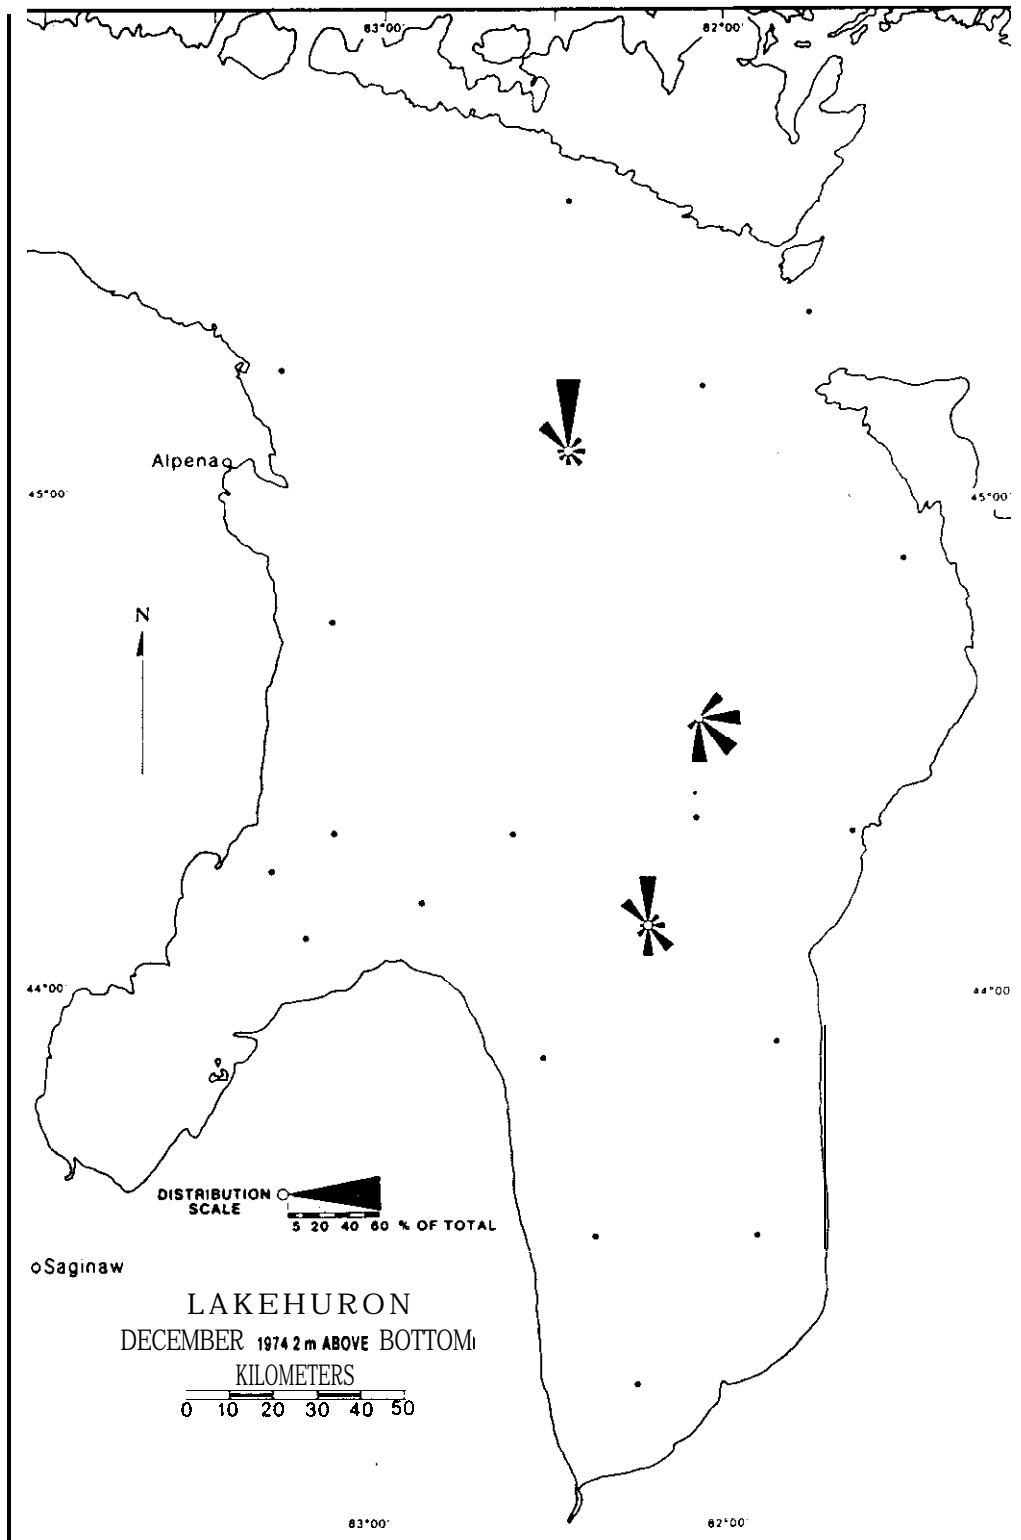 83°00'
82°00'
Alpena
45°00'
45°00'
N
44°00'
44°00'
DISTRIBUTION
SCALE
5 20 40 60 % OF TOTAL
Saginaw
LAKEHURON
DECEMBER 1974 2 m ABOVE BOTTOM
KILOMETERS
0 10 20 30 40 50
83°00'
82°00'